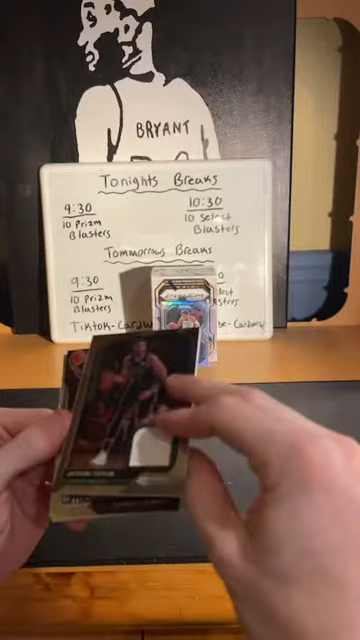 BRYANT
Tonights Breaks
9:30
10:30
10 Prizm
Blasters
10 Select
Blasters
Tommorrows Breaks
9:30
10 Prizm
Blasters